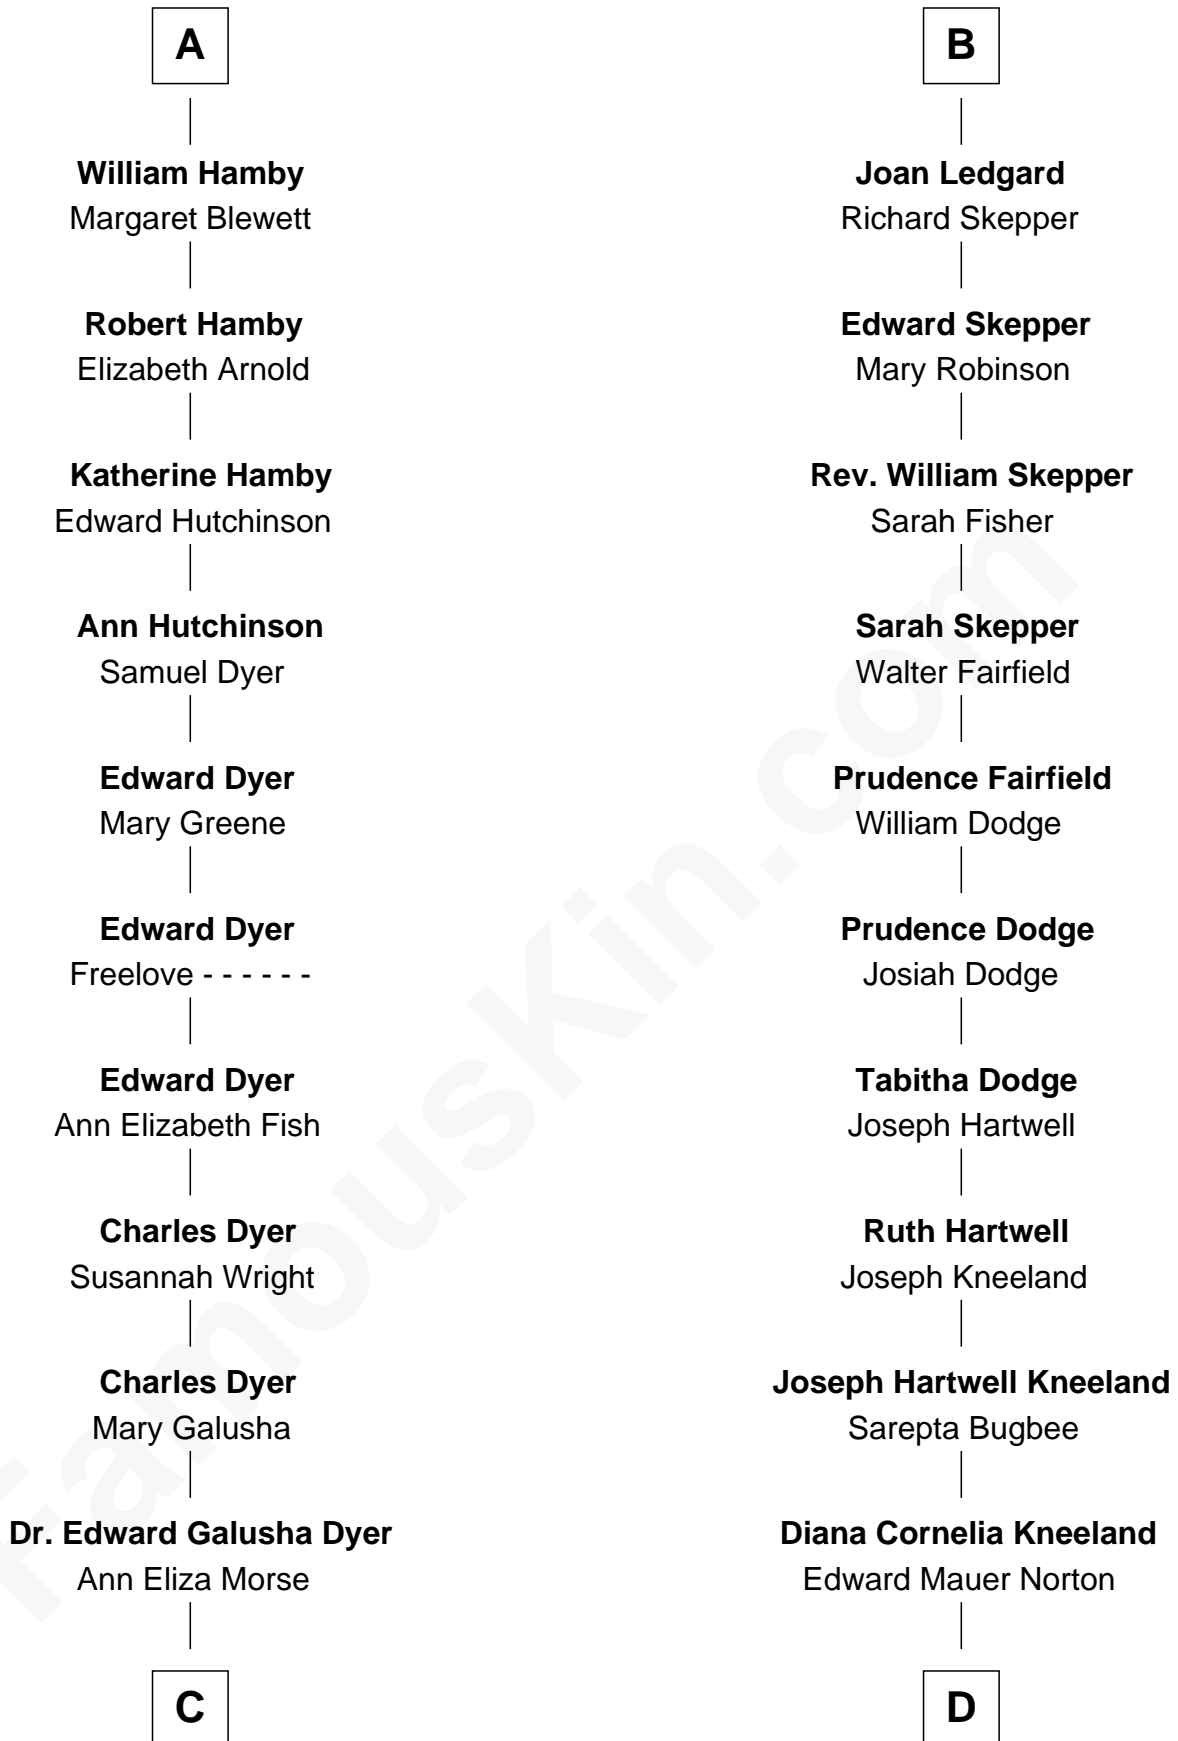 A
William Hamby
Margaret Blewett
Robert Hamby
Elizabeth Arnold
Katherine Hamby
Edward Hutchinson
Ann Hutchinson
Samuel Dyer
Edward Dyer
Mary Greene
Edward Dyer
Freelove - - - - - -
Edward Dyer
Ann Elizabeth Fish
Charles Dyer
Susannah Wright
Charles Dyer
Mary Galusha
Dr. Edward Galusha Dyer
Ann Eliza Morse
C
B
Joan Ledgard
Richard Skepper
Edward Skepper
Mary Robinson
Rev. William Skepper
Sarah Fisher
Sarah Skepper
Walter Fairfield
Prudence Fairfield
William Dodge
Prudence Dodge
Josiah Dodge
Tabitha Dodge
Joseph Hartwell
Ruth Hartwell
Joseph Kneeland
Joseph Hartwell Kneeland
Sarepta Bugbee
Diana Cornelia Kneeland
Edward Mauer Norton
D
FamousKin.com